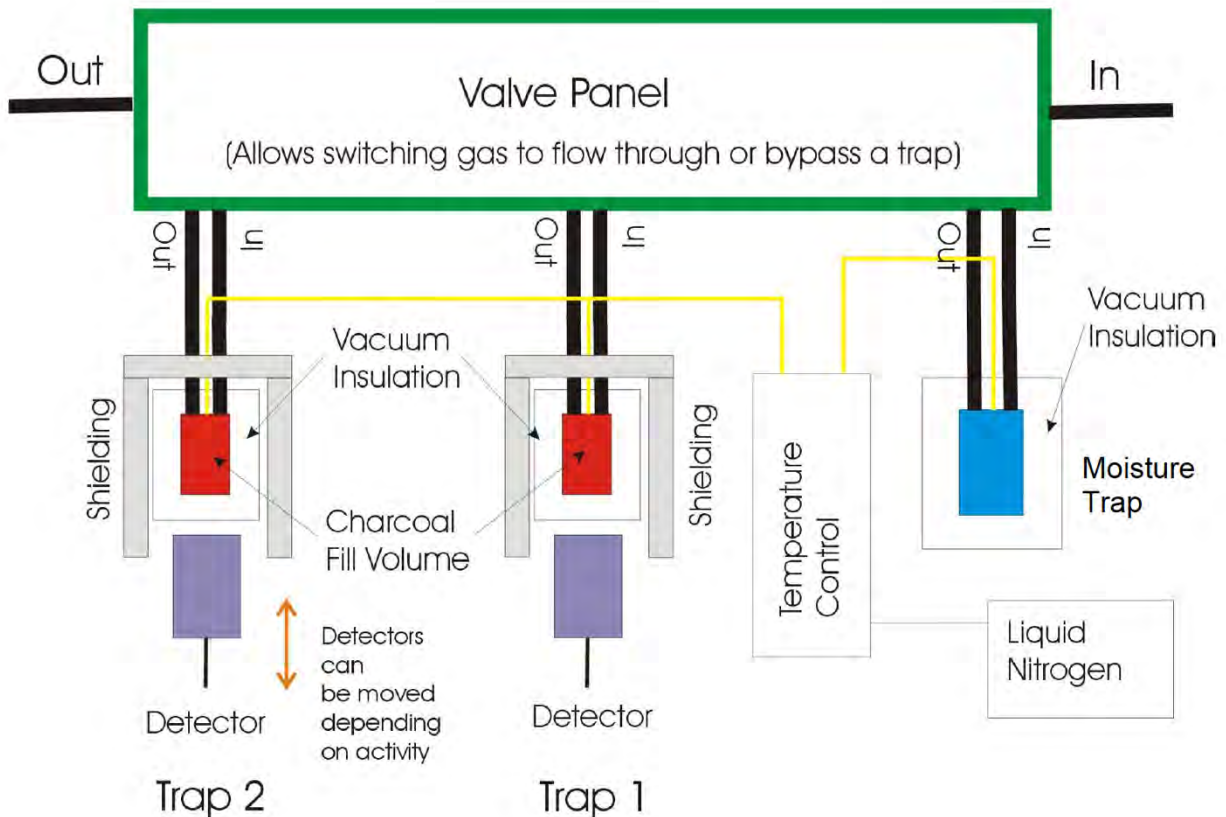 Out
Valve Panel
In
(Allows switching gas to flow through or bypass a trap)
Out
In
Out
In
Out
In
Vacuum
Insulation
Vacuum
Insulation
Shielding
Shielding
Charcoal
Fill Volume
Temperature
Control
Moisture
Trap
Liquid
Nitrogen
Detectors
can
be moved
depending
on activity
Detector
Detector
Trap 2
Trap 1